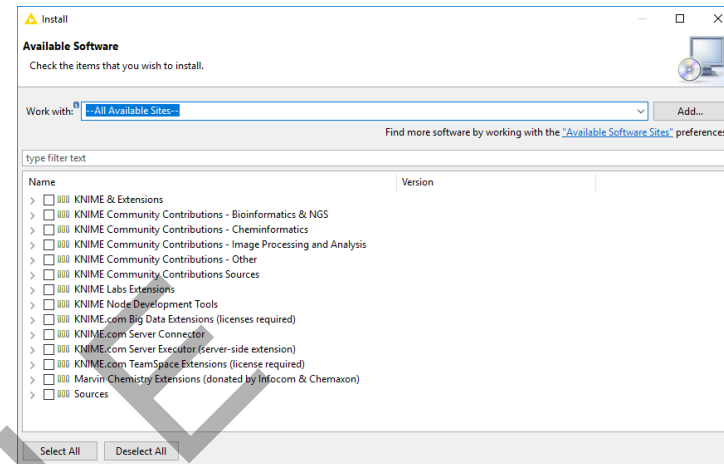 Install
Available Software
Check the items that you wish to install.
Work with: --All Available Sites-- Add...
Find more software by working with the "Available Software Sites" preferences
type filter text
Name Version
KNIME & Extensions
KNIME Community Contributions - Bioinformatics & NGS
KNIME Community Contributions - Cheminformatics
KNIME Community Contributions - Image Processing and Analysis
KNIME Community Contributions - Other
KNIME Community Contributions Sources
KNIME Labs Extensions
KNIME Node Development Tools
KNIME.com Big Data Extensions (licenses required)
KNIME.com Server Connector
KNIME.com Server Executor (server-side extension)
KNIME.com TeamSpace Extensions (license required)
Marvin Chemistry Extensions (donated by Infocom & Chemaxon)
Sources
Select All Deselect All